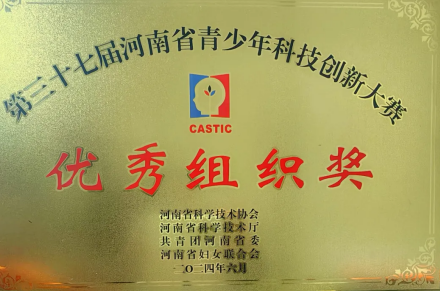 第三十七届河南省青少年科技创新大赛
CASTIC
优秀组织奖
河南省科学技术协会
河南省科学技术厅
共青团河南省委
河南省妇女联合会
二〇二四年六月